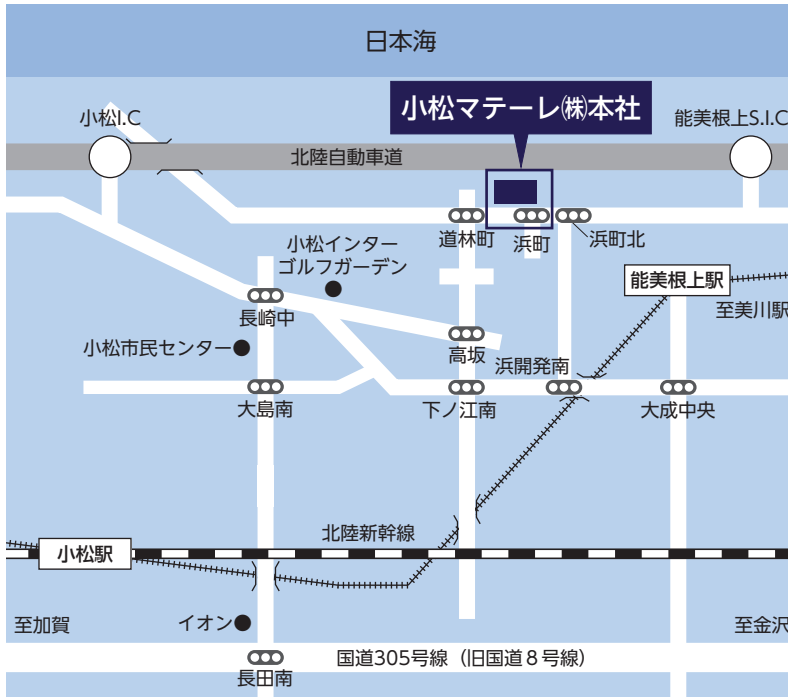 日本海
小松マテーレ㈱本社
小松I.C
能美根上S.I.C
北陸自動車道
道林町
浜町
浜町北
小松インター
ゴルフガーデン
能美根上駅
至美川駅
長崎中
小松市民センター
高坂
浜開発南
大島南
下ノ江南
大成中央
北陸新幹線
小松駅
至加賀
イオン
至金沢
国道305号線（旧国道８号線）
長田南